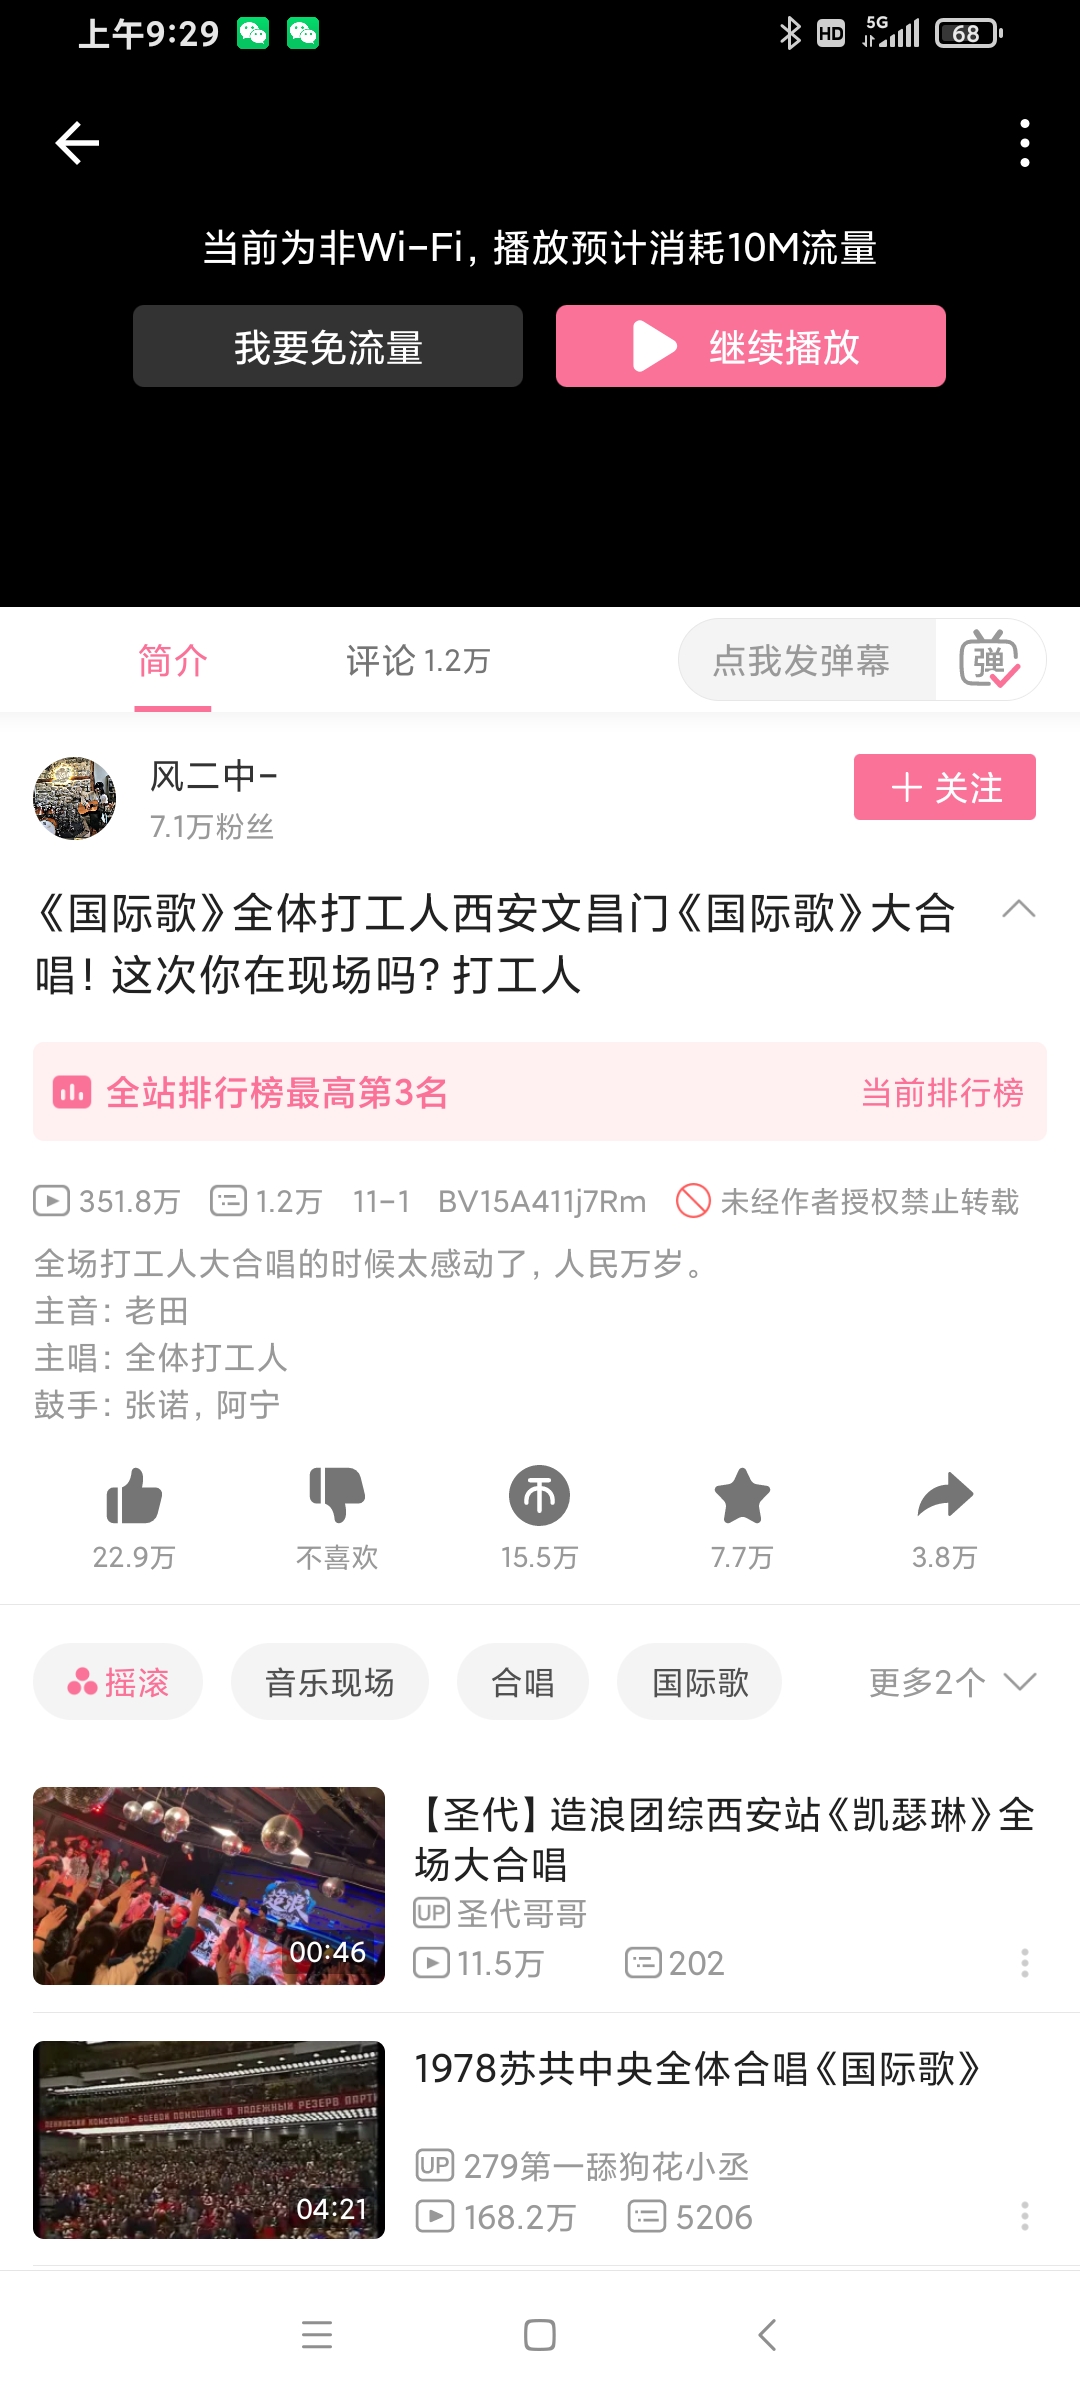 上午9:29
HD
5G
68
当前为非Wi-Fi，播放预计消耗10M流量
我要免流量
继续播放
简介
评论 1.2万
点我发弹幕
弹
风二中-
7.1万粉丝
关注
《国际歌》全体打工人西安文昌门《国际歌》大合
唱！这次你在现场吗？打工人
全站排行榜最高第3名
当前排行榜
351.8万 1.2万 11-1 BV15A411j7Rm 未经作者授权禁止转载
全场打工人大合唱的时候太感动了，人民万岁。
主音：老田
主唱：全体打工人
鼓手：张诺，阿宁
22.9万
不喜欢
15.5万
7.7万
3.8万
摇滚
音乐现场
合唱
国际歌
更多2个
造浪
00:46
【圣代】造浪团综西安站《凯瑟琳》全
场大合唱
UP 圣代哥哥
11.5万 202
ЛЕНИНСКИЙ КОМСОМОЛ - БОЕВОЙ ПОМОЩНИК И НАДЕЖНЫЙ РЕЗЕРВ ПАРТИ
04:21
1978苏共中央全体合唱《国际歌》
UP 279第一舔狗花小丞
168.2万 5206